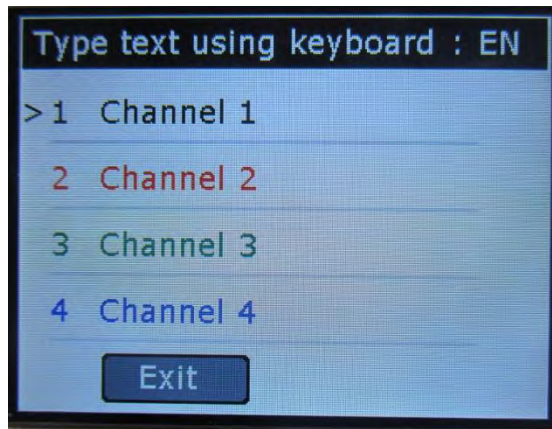 Type text using keyboard : EN
>1 Channel 1
2 Channel 2
3 Channel 3
4 Channel 4
Exit